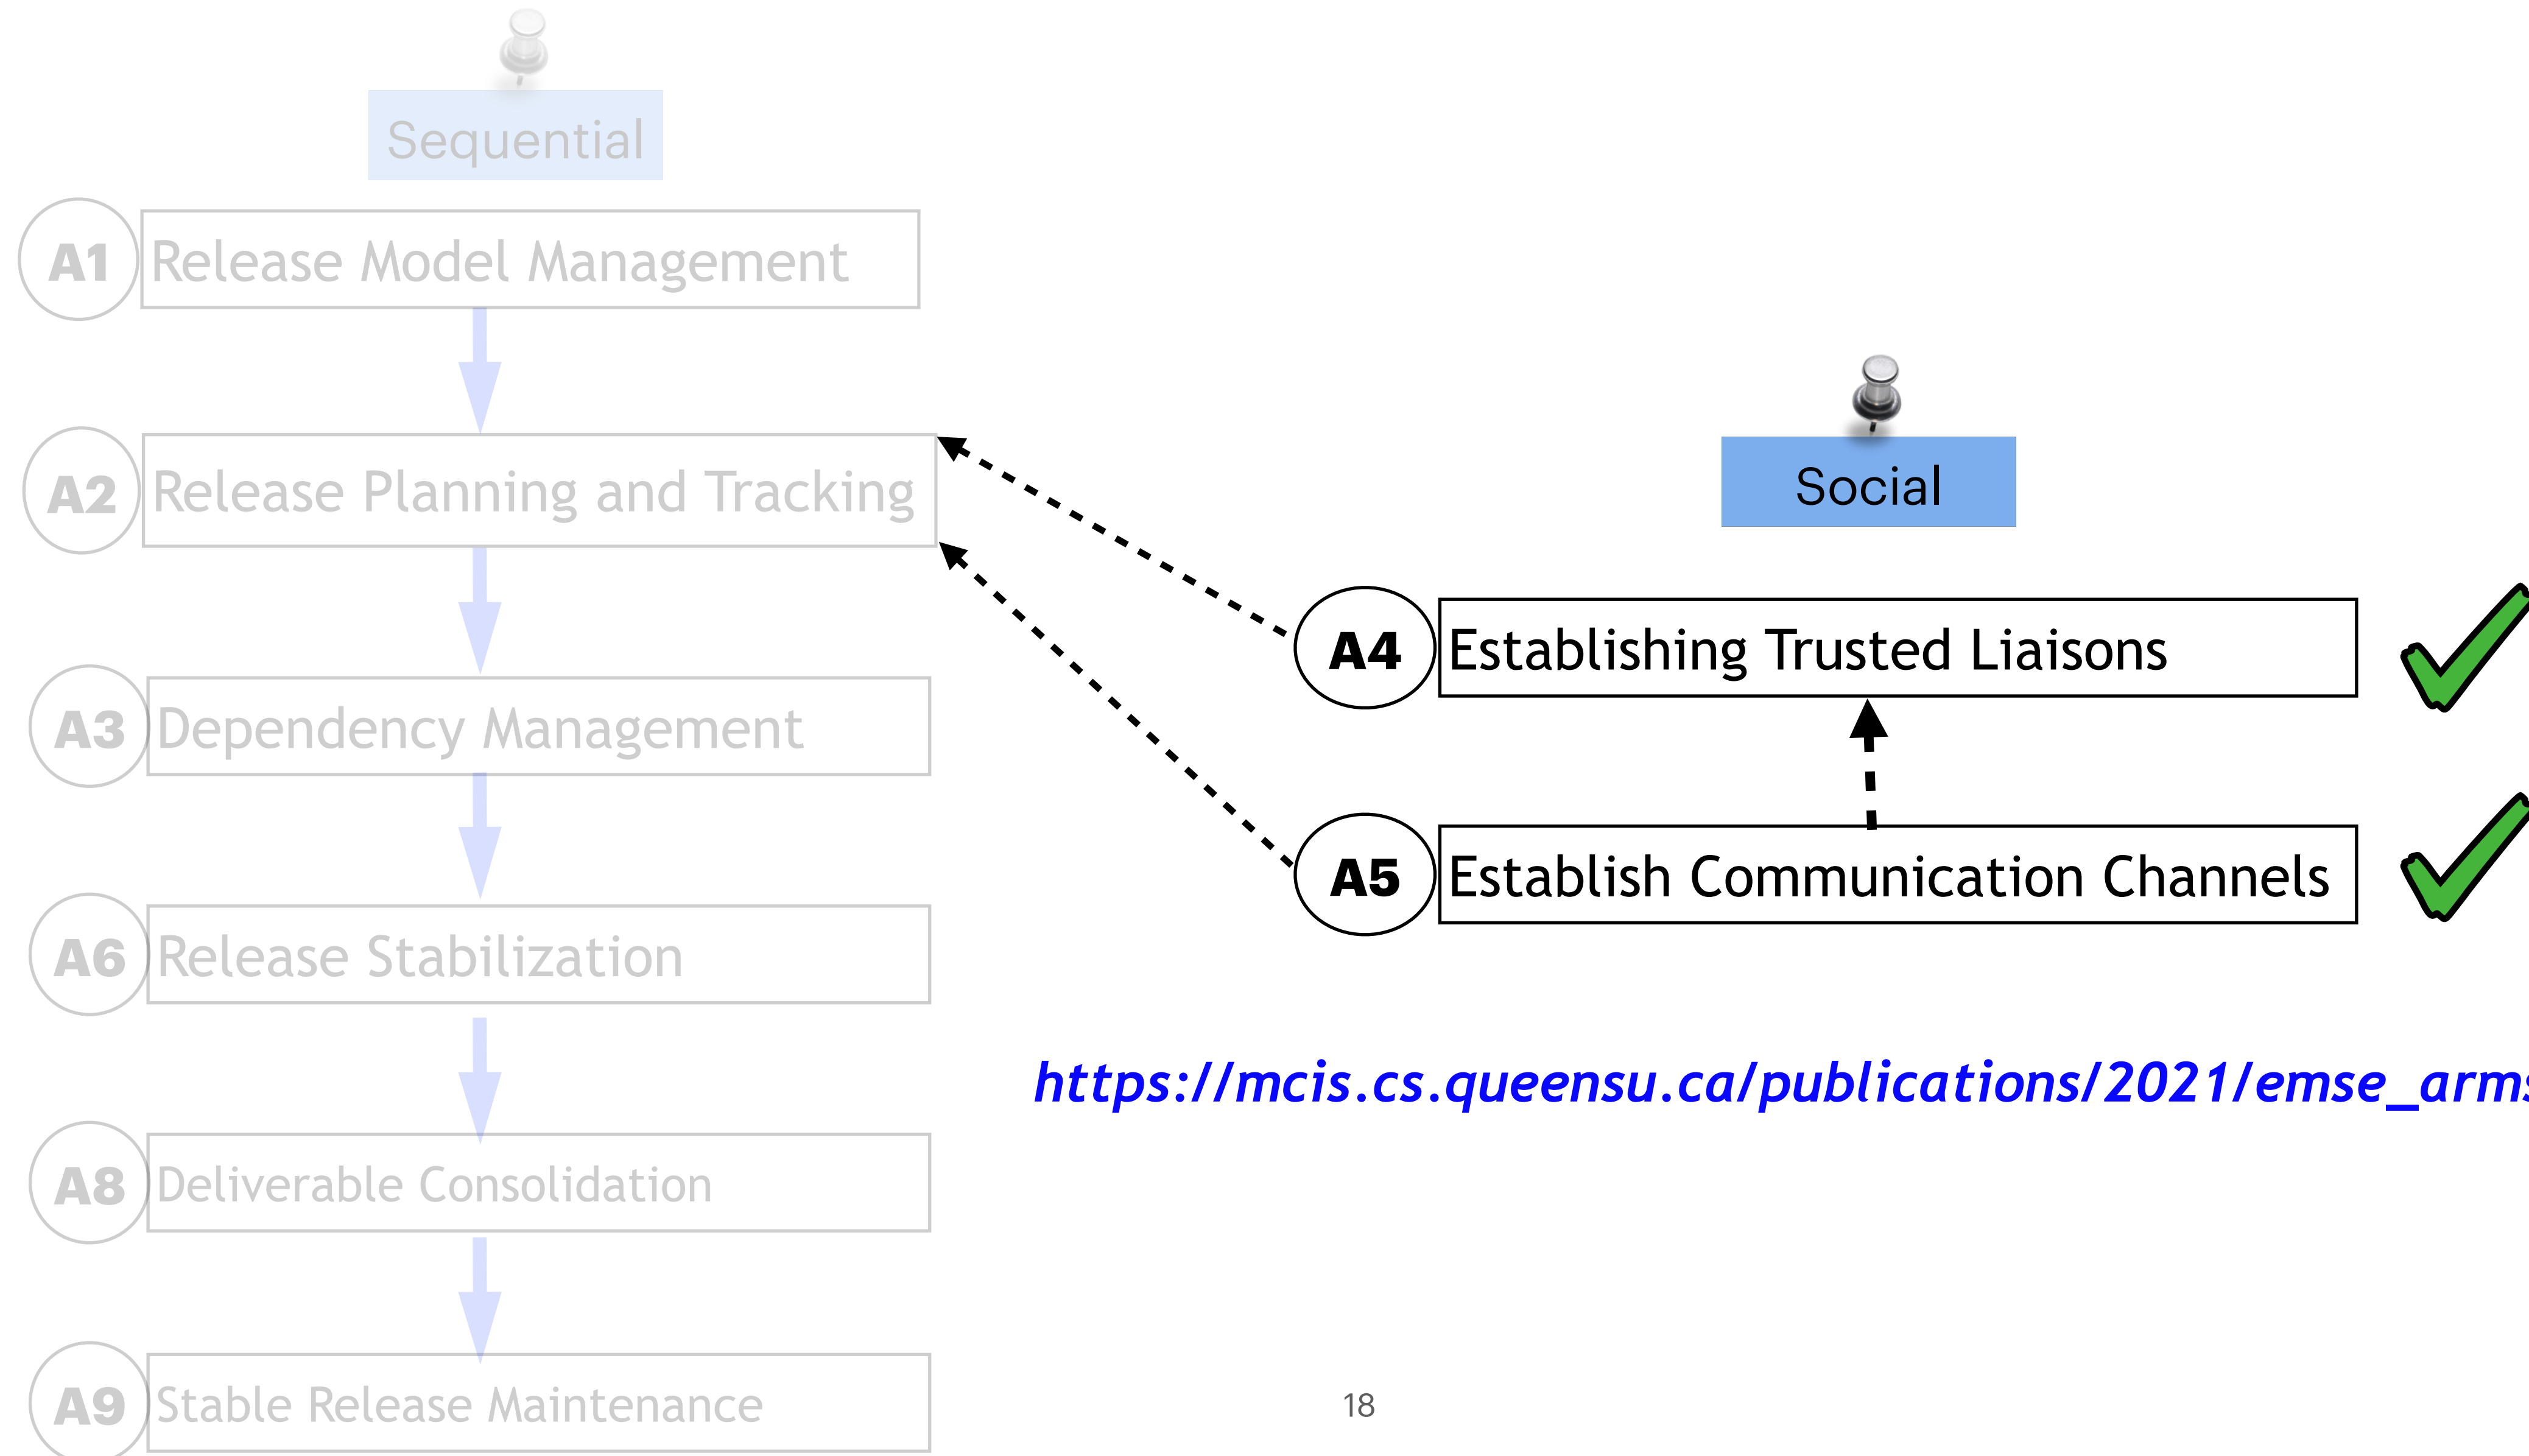 Sequential
A1 Release Model Management
A2 Release Planning and Tracking
A3 Dependency Management
A6 Release Stabilization
A8 Deliverable Consolidation
A9 Stable Release Maintenance
Social
A4 Establishing Trusted Liaisons
A5 Establish Communication Channels
https://mcis.cs.queensu.ca/publications/2021/emse_arms
18